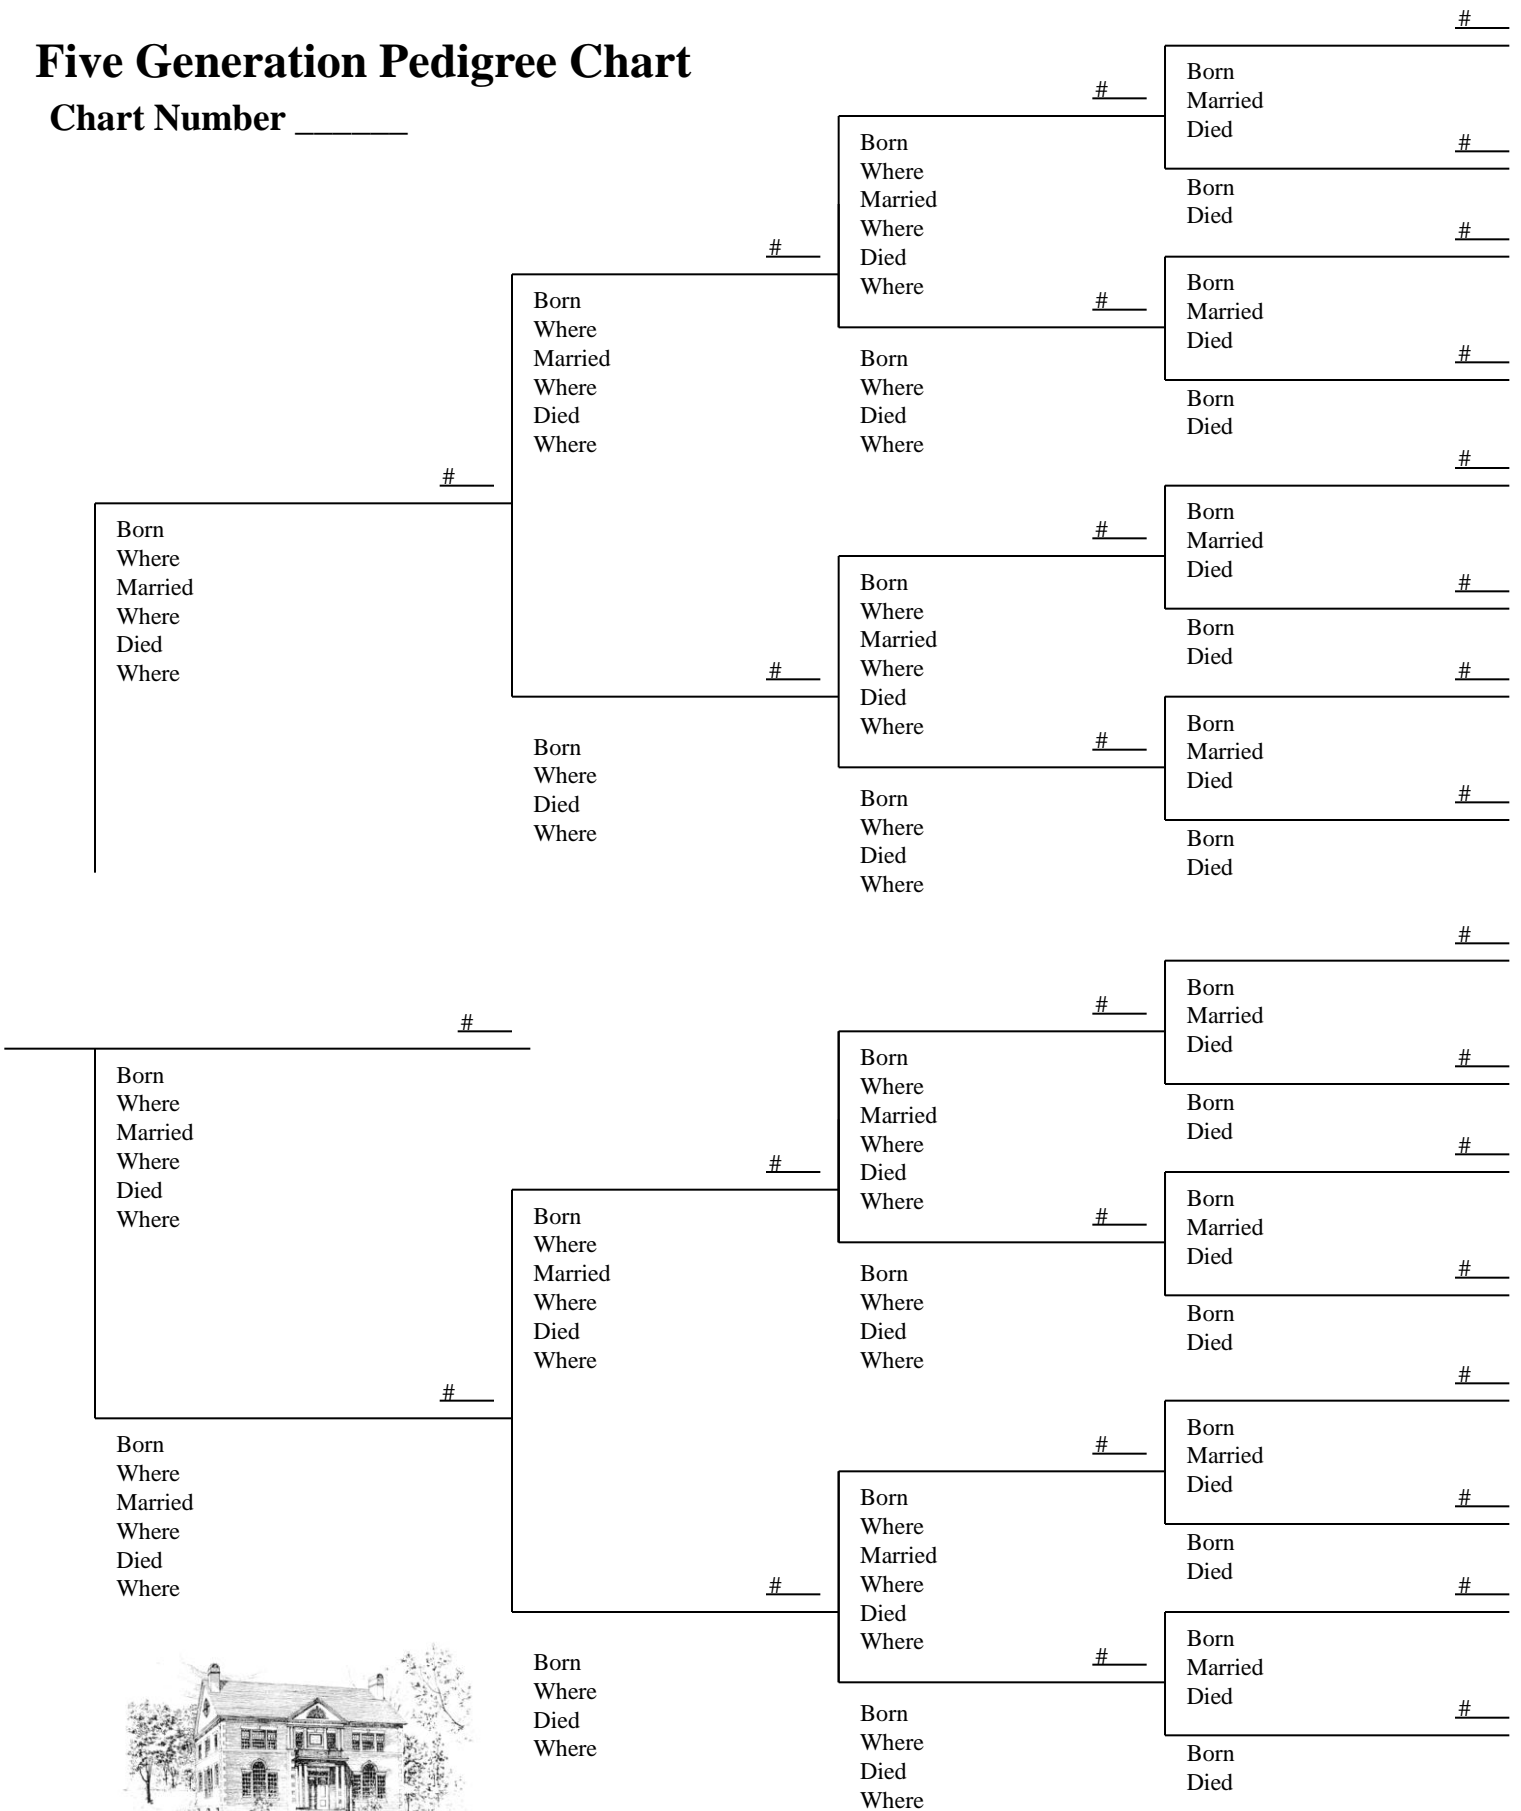 Five Generation Pedigree Chart
Chart Number ______
#
Born
Where
Married
Where
Died
Where
#
Born
Where
Married
Where
Died
Where
#
Born
Where
Married
Where
Died
Where
#
Born
Where
Married
Where
Died
Where
#
Born
Where
Died
Where
#
Born
Where
Married
Where
Died
Where
#
Born
Where
Died
Where
#
Born
Where
Married
Where
Died
Where
#
Born
Where
Died
Where
#
Born
Where
Married
Where
Died
Where
#
Born
Where
Died
Where
#
Born
Where
Married
Where
Died
Where
#
Born
Where
Died
Where
#
Born
Where
Married
Where
Died
Where
#
Born
Where
Died
Where
#
Born
Married
Died
#
Born
Died
#
Born
Married
Died
#
Born
Died
#
Born
Married
Died
#
Born
Died
#
Born
Married
Died
#
Born
Died
#
Born
Married
Died
#
Born
Died
#
Born
Married
Died
#
Born
Died
#
Born
Married
Died
#
Born
Died
#
Born
Married
Died
#
Born
Died